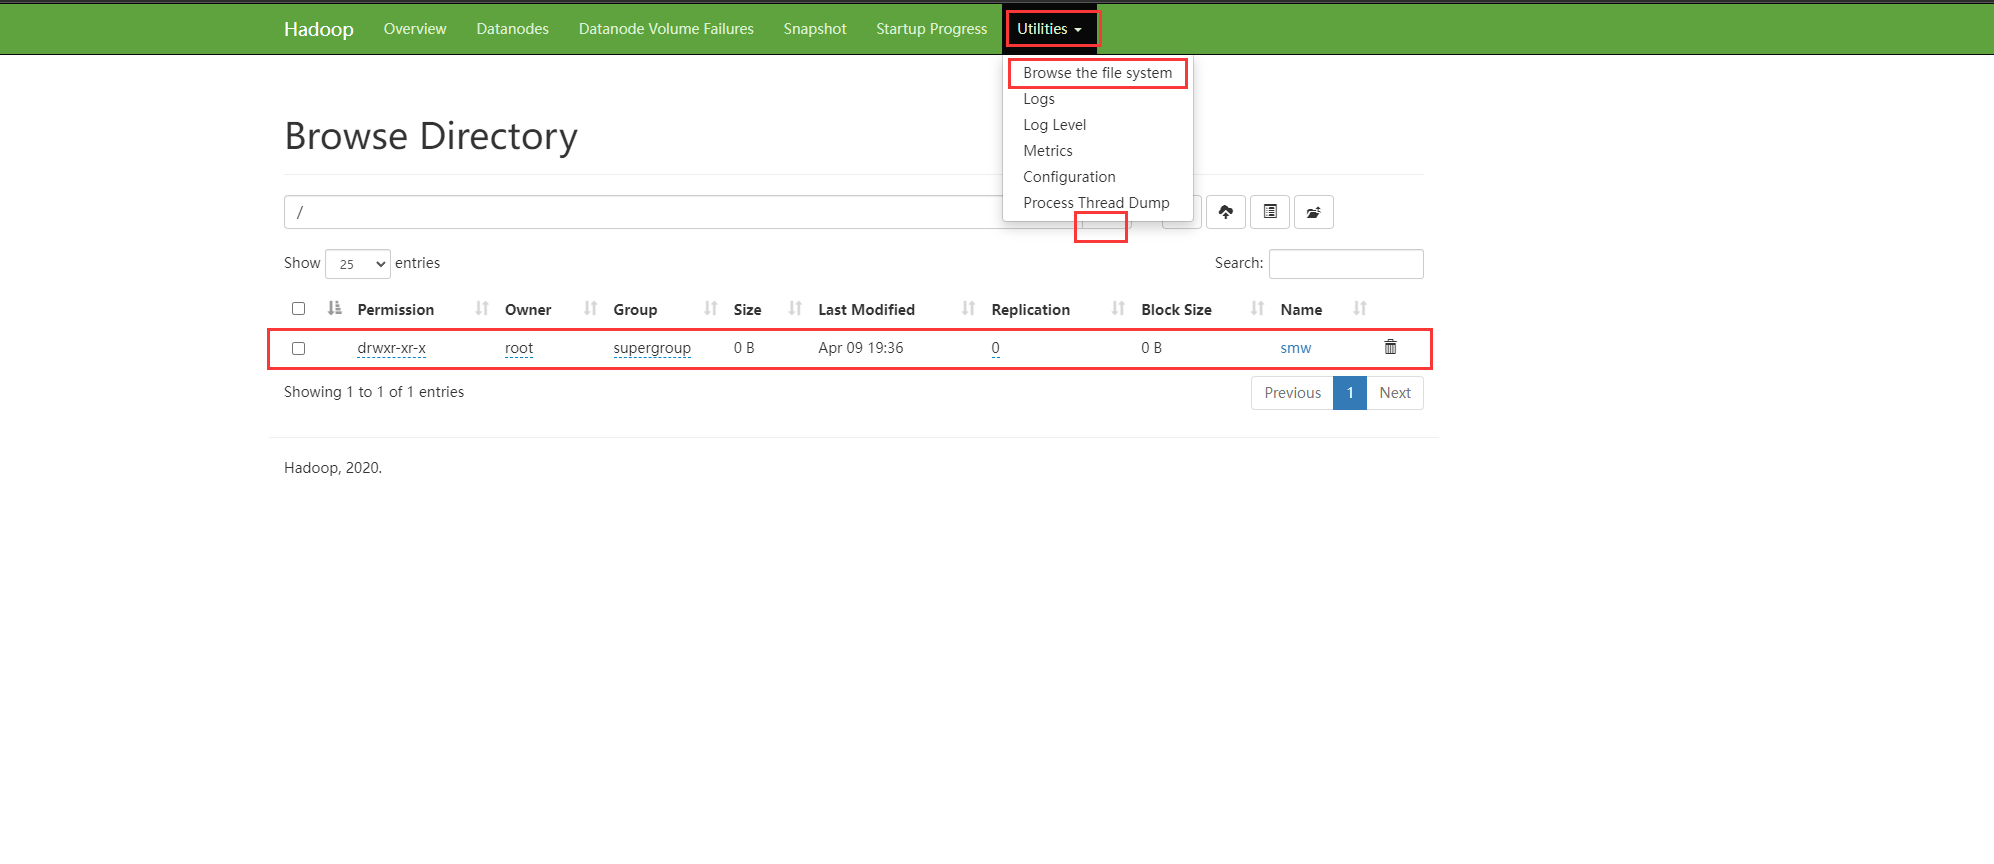 Hadoop Overview Datanodes Datanode Volume Failures Snapshot Startup Progress Utilities
Browse the file system
Logs
Log Level
Metrics
Configuration
Process Thread Dump
Browse Directory
/
Show 25 entries Search:
Permission Owner Group Size Last Modified Replication Block Size Name
drwxr-xr-x root supergroup 0 B Apr 09 19:36 0 0 B smw
Showing 1 to 1 of 1 entries Previous 1 Next
Hadoop, 2020.